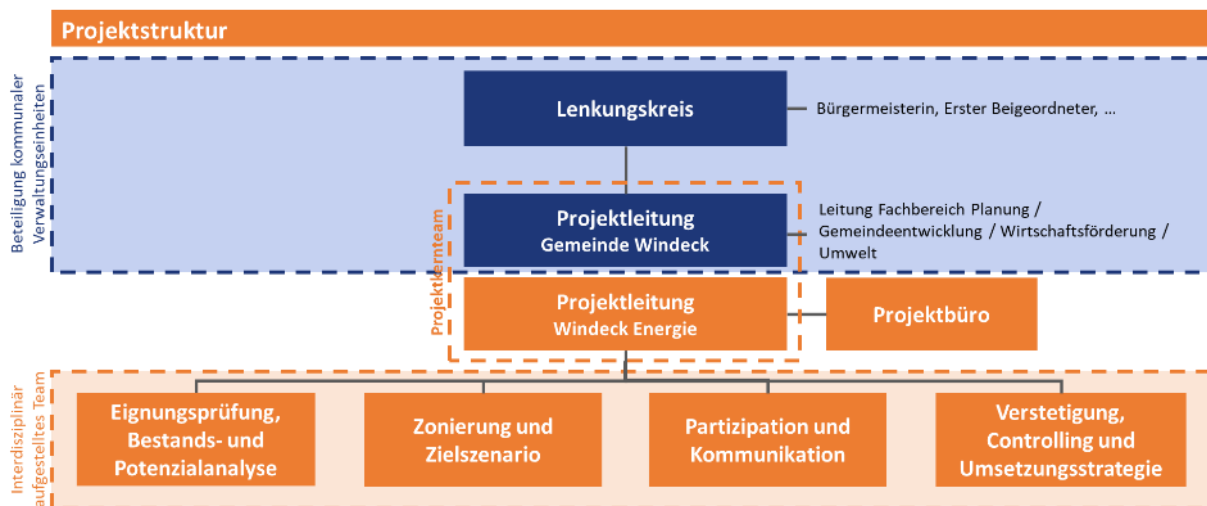 Projektstruktur
Beteiligung kommunaler
Verwaltungseinheiten
Lenkungskreis
Bürgermeisterin, Erster Beigeordneter, ...
Projektkernteam
Projektleitung
Gemeinde Windeck
Leitung Fachbereich Planung /
Gemeindeentwicklung / Wirtschaftsförderung /
Umwelt
Projektleitung
Windeck Energie
Projektbüro
Interdisziplinär
aufgestelltes Team
Eignungsprüfung,
Bestands- und
Potenzialanalyse
Zonierung und
Zielszenario
Partizipation und
Kommunikation
Verstetigung,
Controlling und
Umsetzungsstrategie